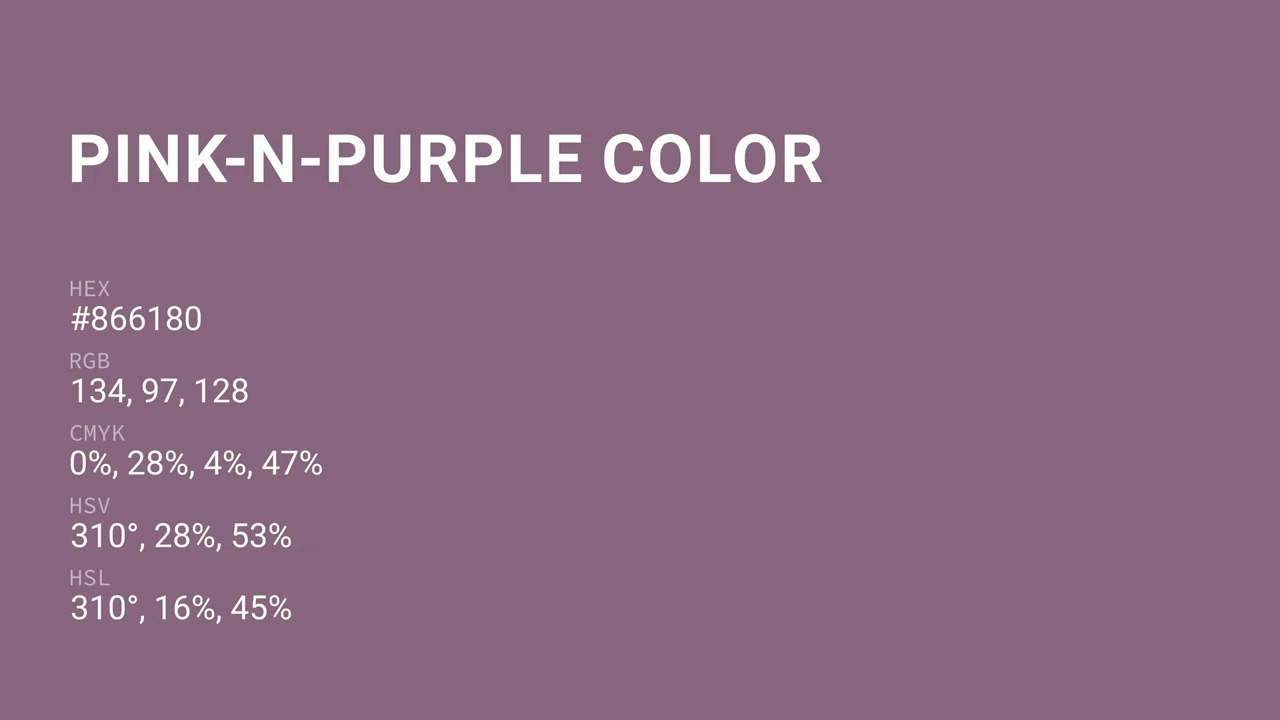 PINK-N-PURPLE COLOR
HEX
#866180
RGB
134, 97, 128
CMYK
0%, 28%, 4%, 47%
HSV
310°, 28%, 53%
HSL
310°, 16%, 45%